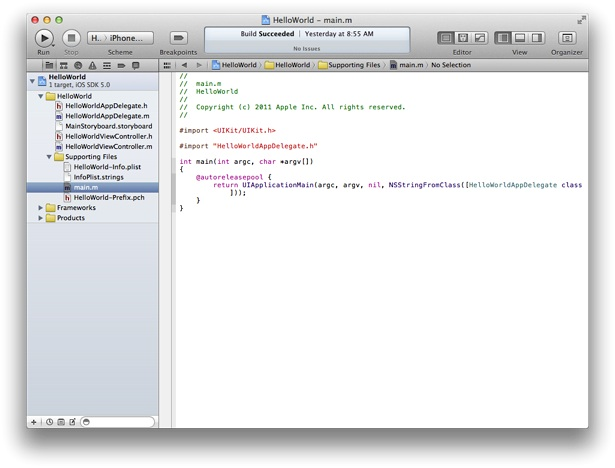 HelloWorld – main.m
Run
Stop
H... ⟩ iPhone...
Scheme
Breakpoints
Build Succeeded | Yesterday at 8:55 AM
No Issues
Editor
View
Organizer
HelloWorld
1 target, iOS SDK 5.0
HelloWorld
HelloWorldAppDelegate.h
HelloWorldAppDelegate.m
MainStoryboard.storyboard
HelloWorldViewController.h
HelloWorldViewController.m
Supporting Files
HelloWorld-Info.plist
InfoPlist.strings
main.m
HelloWorld-Prefix.pch
Frameworks
Products
HelloWorld ⟩ HelloWorld ⟩ Supporting Files ⟩ main.m ⟩ No Selection
//
//  main.m
//  HelloWorld
//
//  Copyright (c) 2011 Apple Inc. All rights reserved.
//
#import <UIKit/UIKit.h>
#import "HelloWorldAppDelegate.h"
int main(int argc, char *argv[])
{
    @autoreleasepool {
        return UIApplicationMain(argc, argv, nil, NSStringFromClass([HelloWorldAppDelegate class
            ]));
    }
}